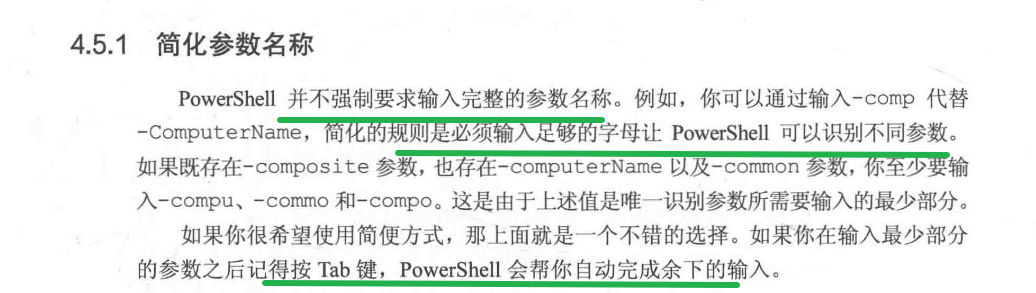 4.5.1 简化参数名称
PowerShell 并不强制要求输入完整的参数名称。例如，你可以通过输入-comp 代替
-ComputerName，简化的规则是必须输入足够的字母让 PowerShell 可以识别不同参数。
如果既存在-composite 参数，也存在-computerName 以及-common 参数，你至少要输
入-compu、-commo 和-compo。这是由于上述值是唯一识别参数所需要输入的最少部分。
如果你很希望使用简便方式，那上面就是一个不错的选择。如果你在输入最少部分
的参数之后记得按 Tab 键，PowerShell 会帮你自动完成余下的输入。